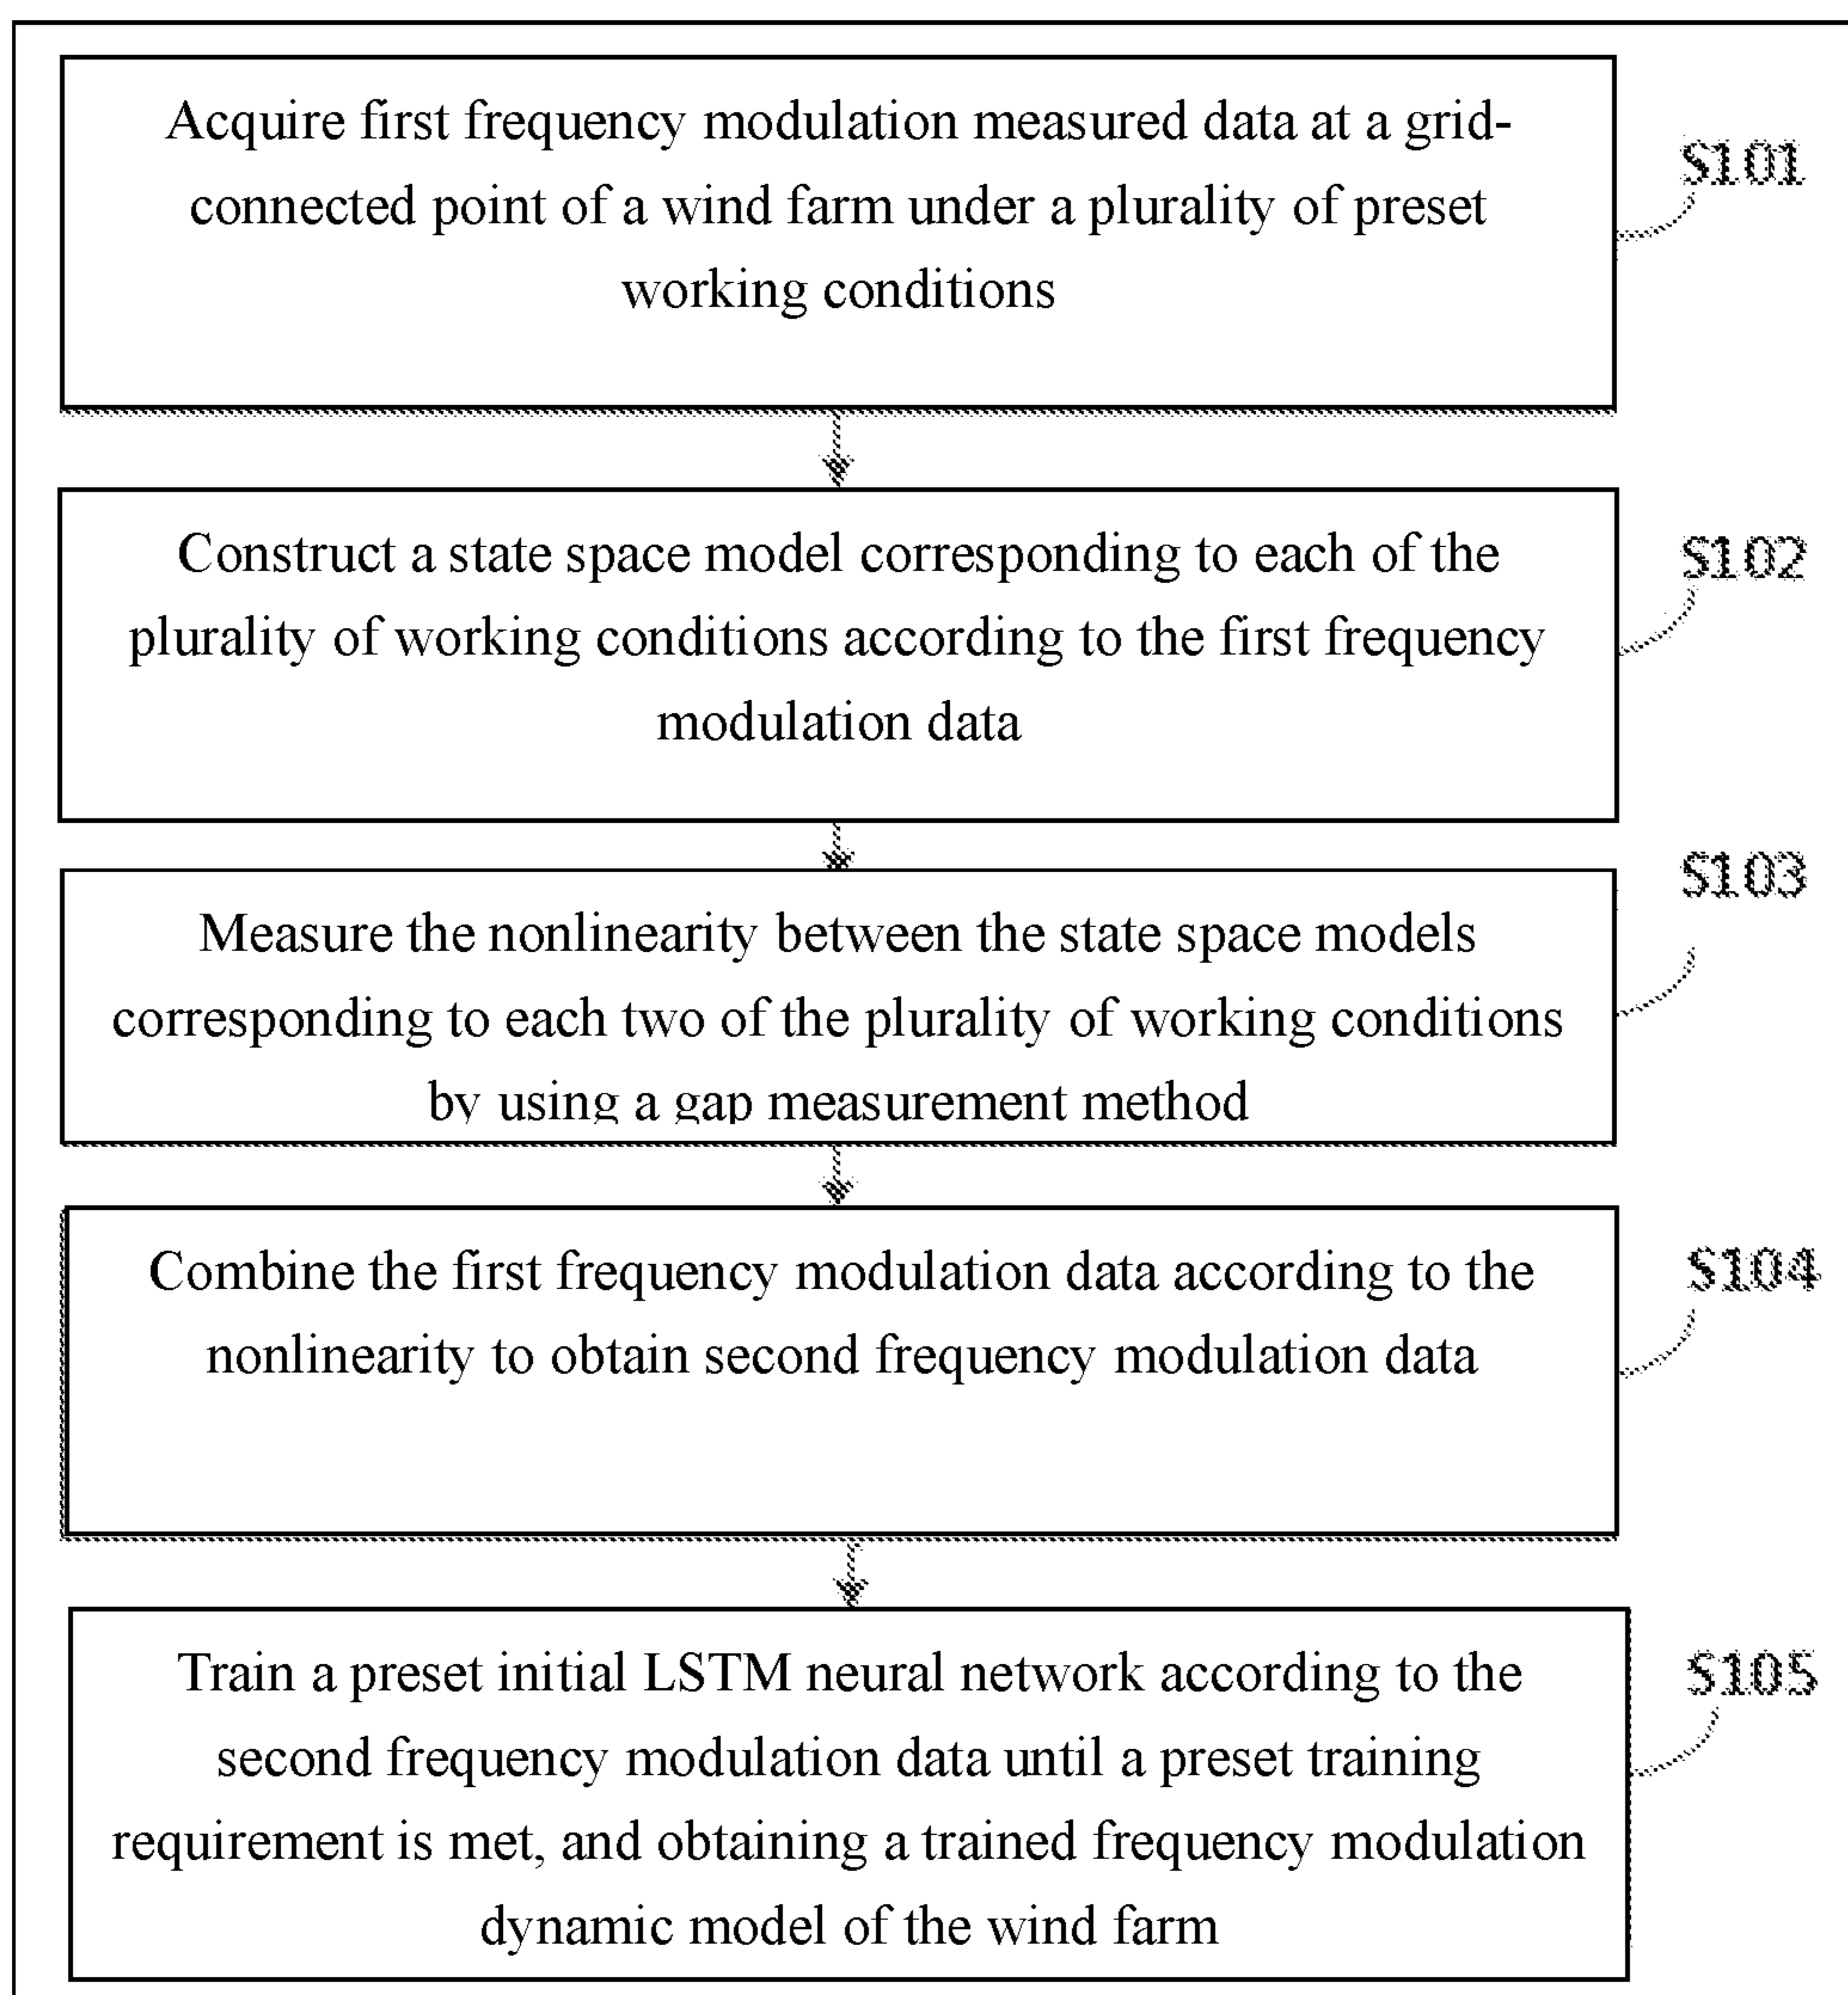 Acquire first frequency modulation measured data at a grid-
connected point of a wind farm under a plurality of preset
working conditions
S101
Construct a state space model corresponding to each of the
plurality of working conditions according to the first frequency
modulation data
S102
Measure the nonlinearity between the state space models
corresponding to each two of the plurality of working conditions
by using a gap measurement method
S103
Combine the first frequency modulation data according to the
nonlinearity to obtain second frequency modulation data
S104
Train a preset initial LSTM neural network according to the
second frequency modulation data until a preset training
requirement is met, and obtaining a trained frequency modulation
dynamic model of the wind farm
S105